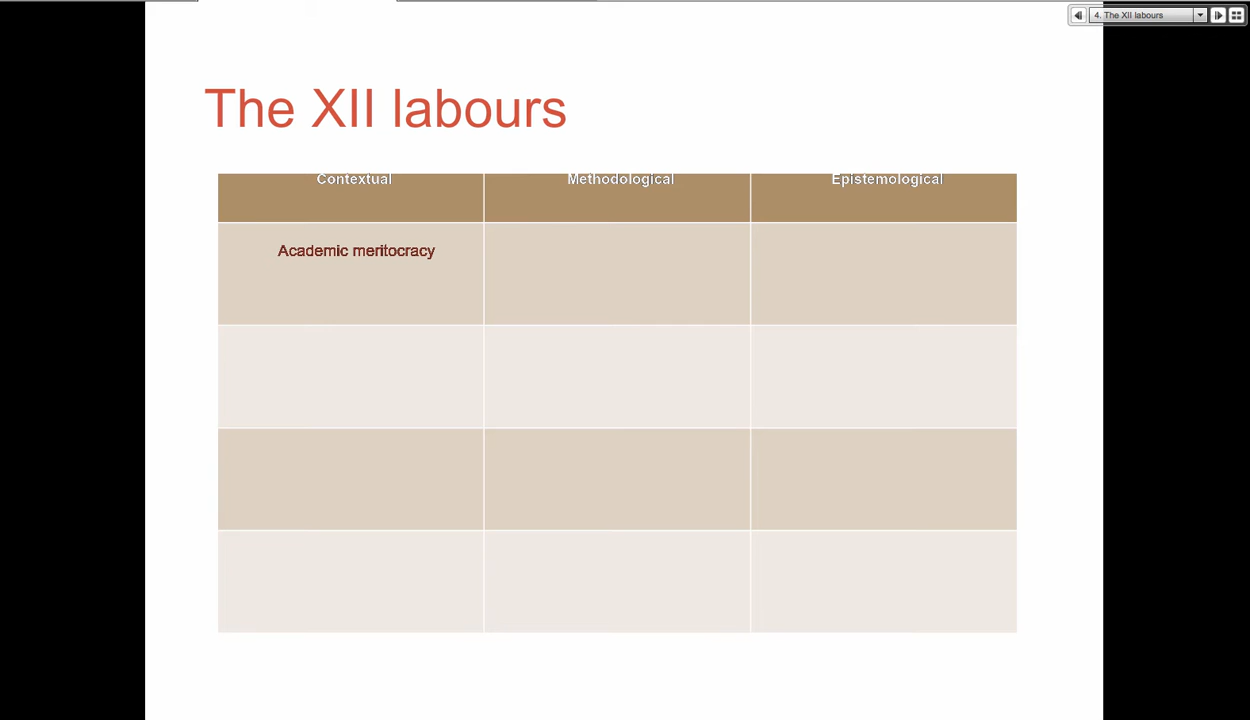 4. The XII labours
The XII labours
Contextual Methodological Epistemological
Academic meritocracy